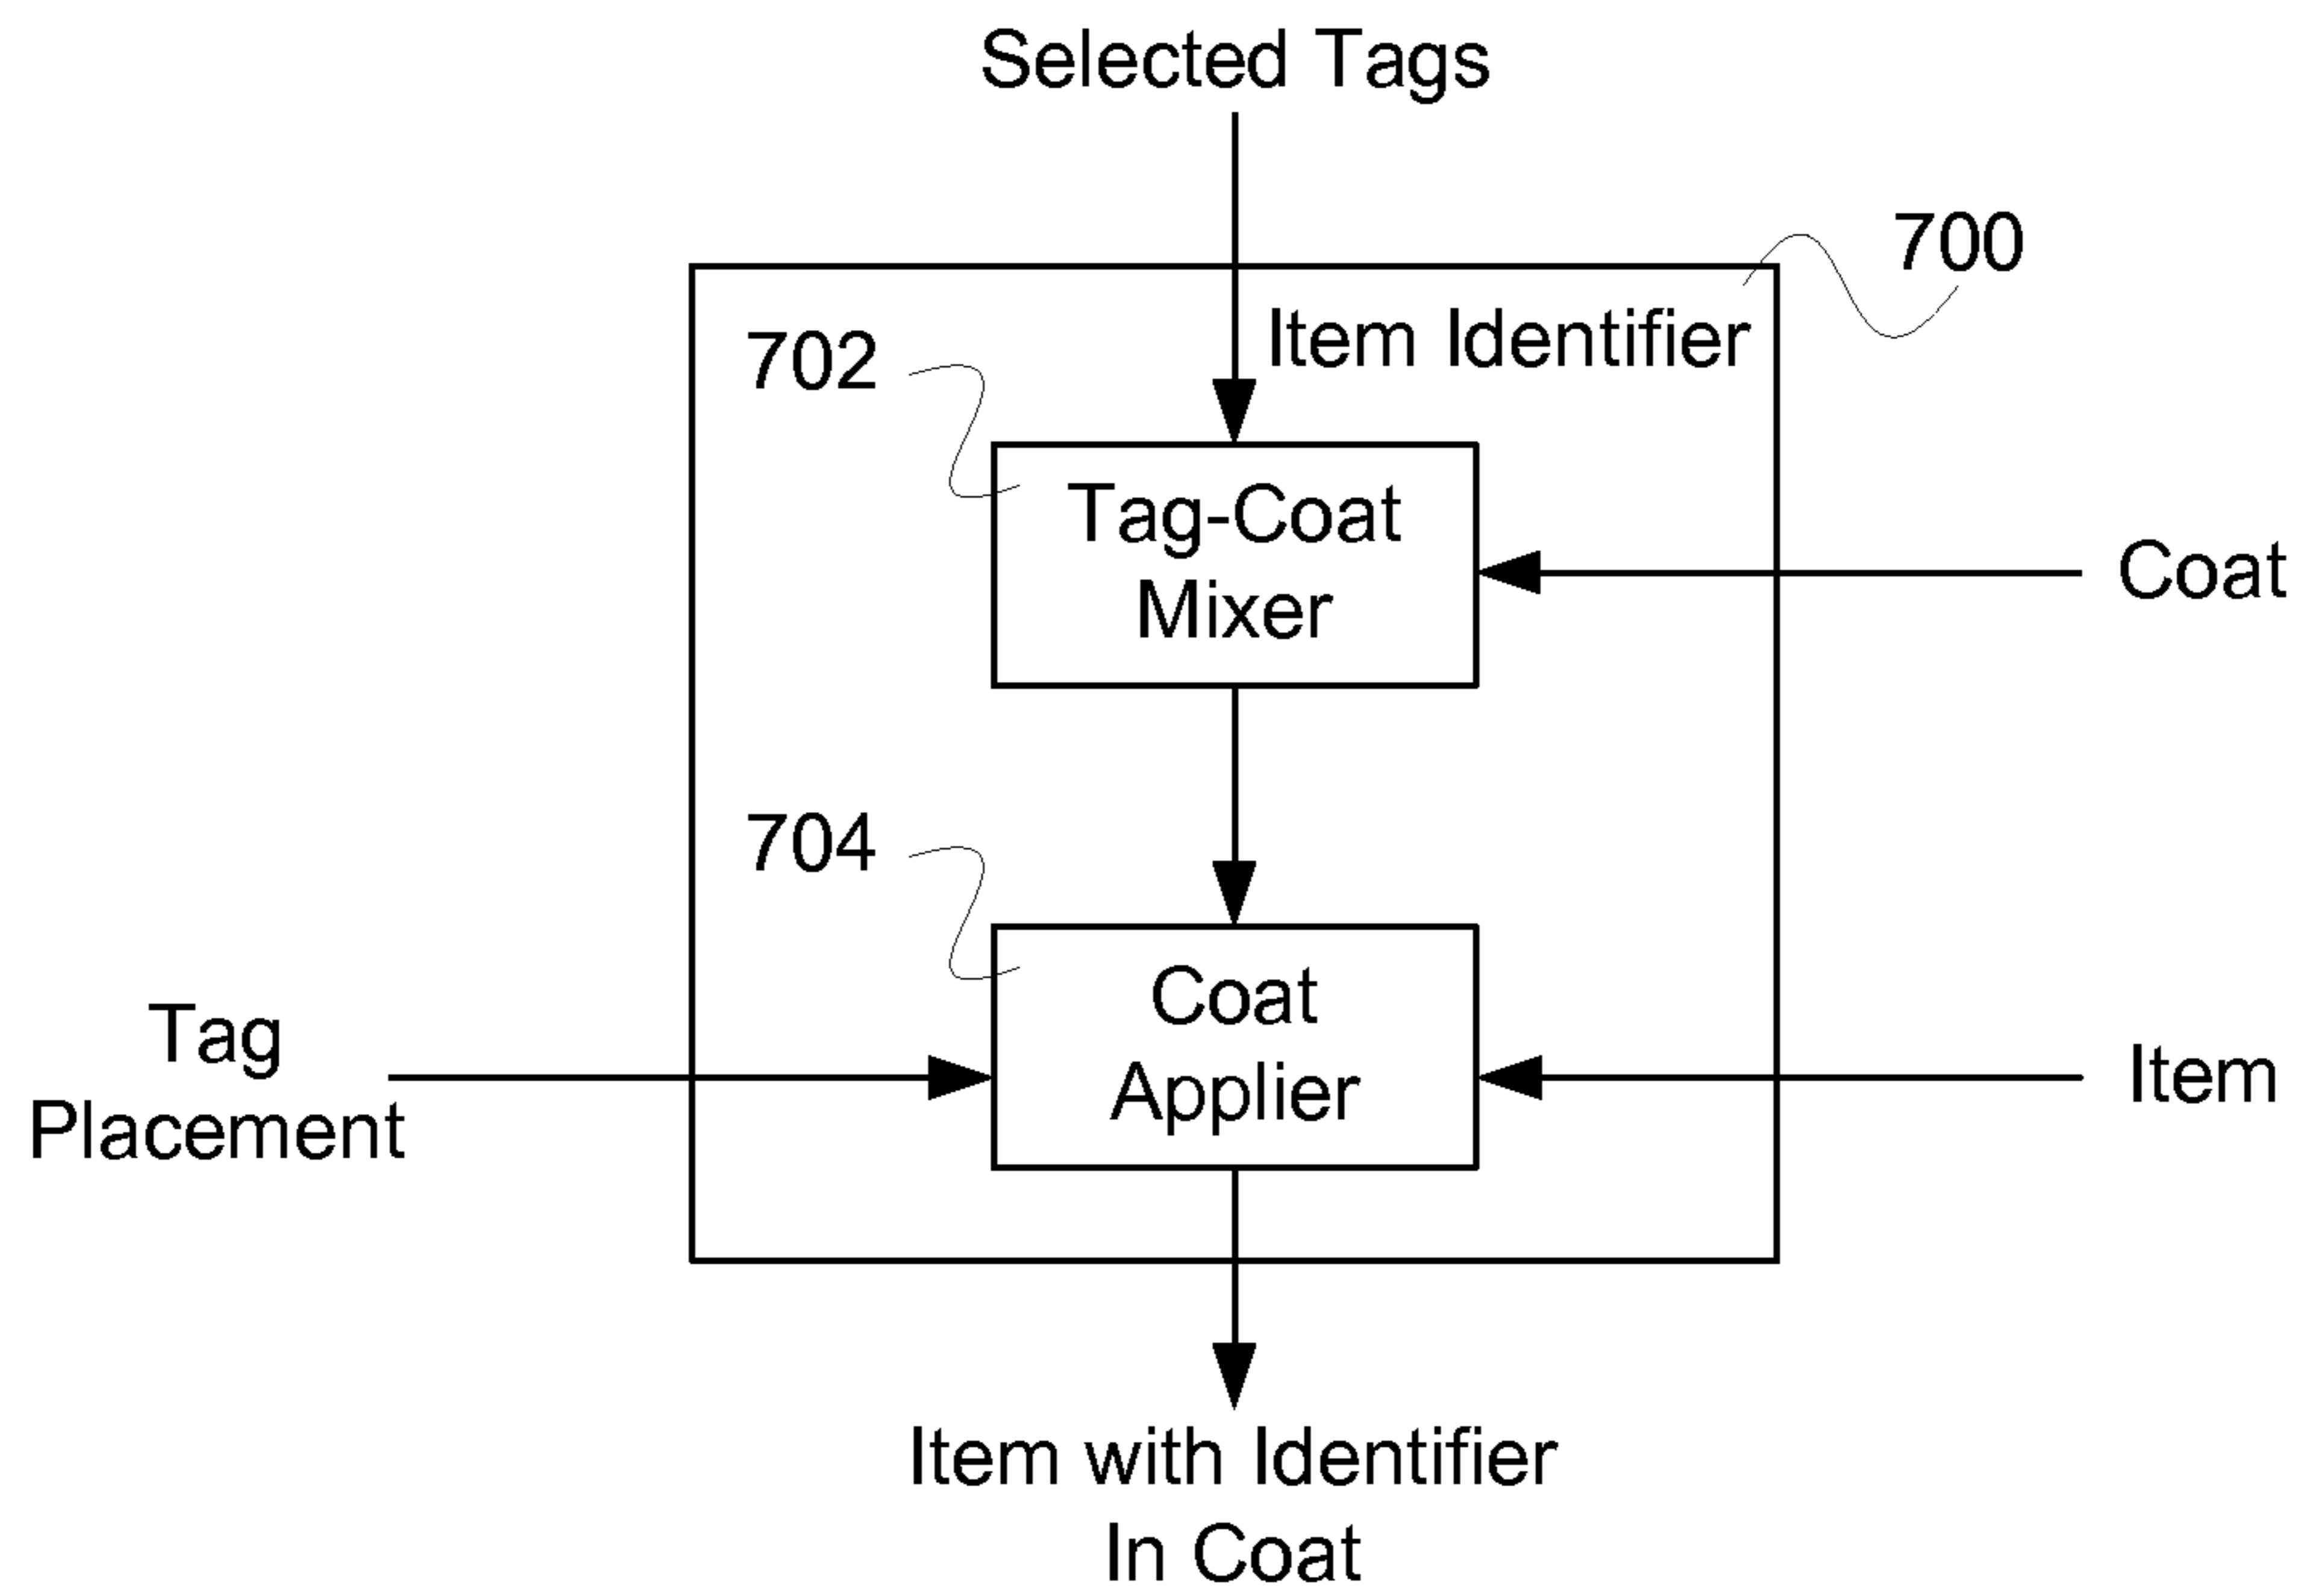 Selected Tags
700
Item Identifier
702
Tag-Coat
Mixer
Coat
704
Coat
Applier
Tag
Placement
Item
Item with Identifier
In Coat